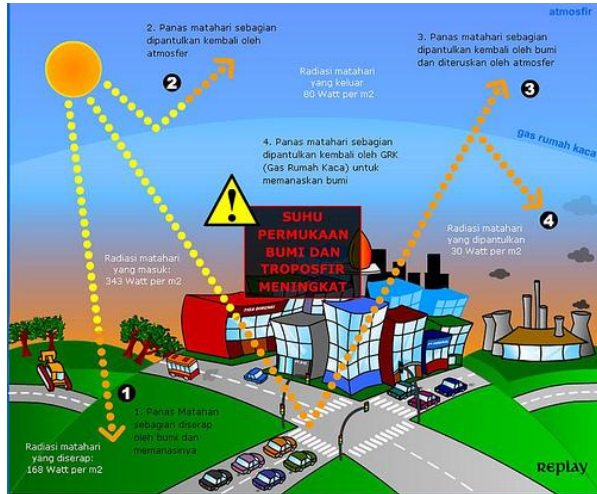 atmosfir
2. Panas matahari sebagian
dipantulkan kembali oleh
atmosfer
2
3. Panas matahari sebagian
dipantulkan kembali oleh bumi
dan diteruskan oleh atmosfer
3
Radiasi matahari
yang keluar
80 Watt per m2
gas rumah kaca
4. Panas matahari sebagian
dipantulkan kembali oleh GRK
(Gas Rumah Kaca) untuk
memanaskan bumi
!
SUHU
PERMUKAAN
BUMI DAN
TROPOSFIR
MENINGKAT
4
Radiasi matahari
yang dipantulkan
30 Watt per m2
Radiasi matahari
yang masuk:
343 Watt per m2
1
1. Panas Matahari
sebagian diserap
oleh bumi dan
memanasinya
Radiasi matahari
yang diserap:
168 Watt per m2
Replay